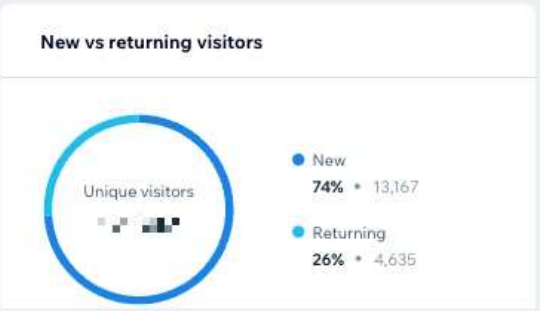 New vs returning visitors
Unique visitors
New
74% • 13,167
Returning
26% • 4,635